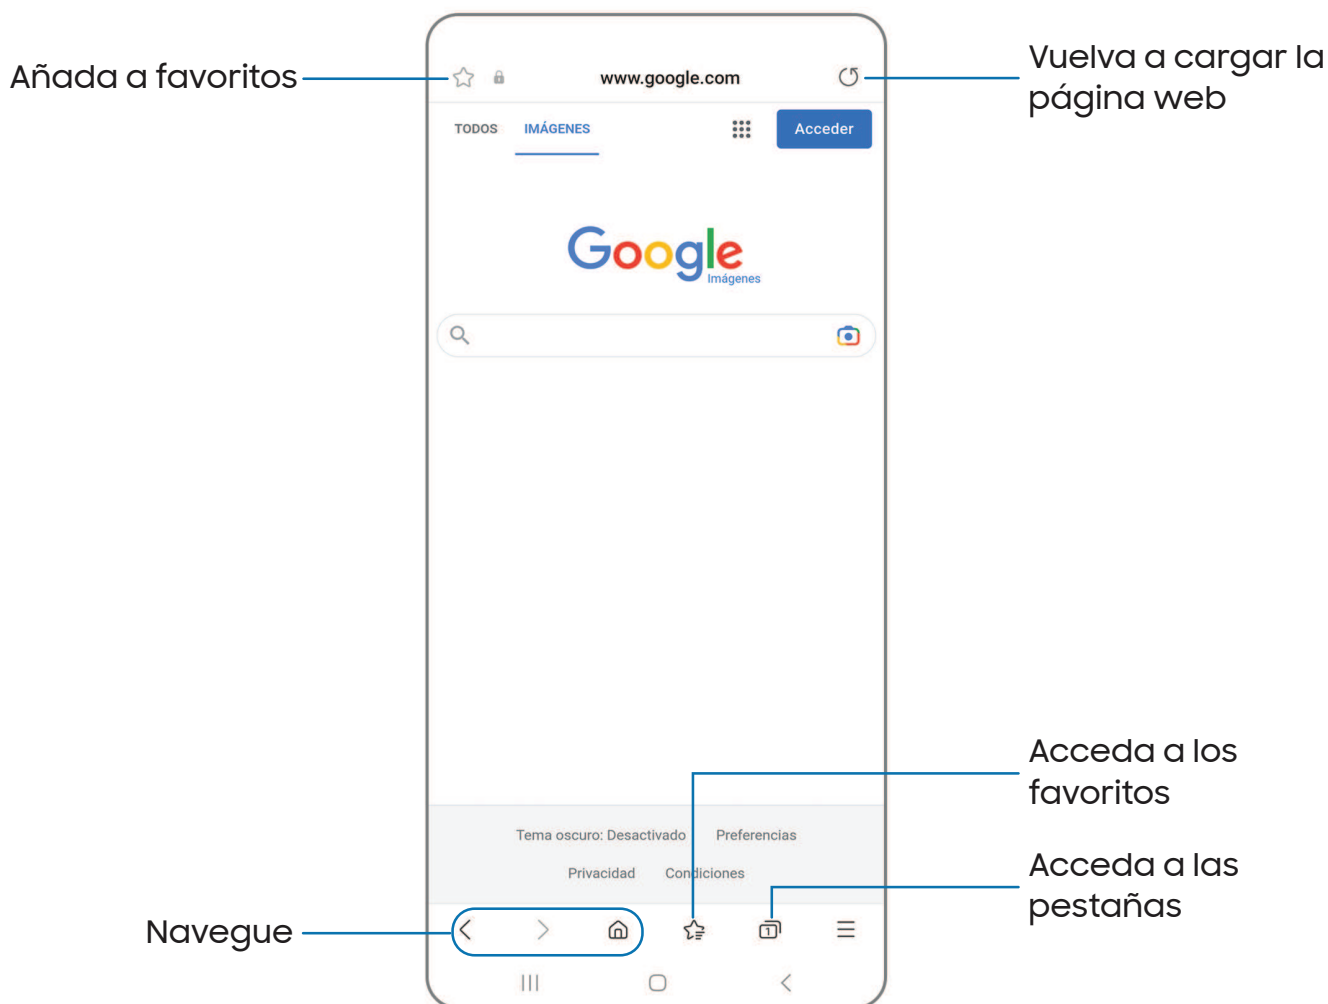 Añada a favoritos
www.google.com
Vuelva a cargar la
página web
TODOS IMÁGENES
Acceder
Google
Imágenes
Acceda a los
favoritos
Tema oscuro: Desactivado Preferencias
Privacidad Condiciones
Acceda a las
pestañas
Navegue
1